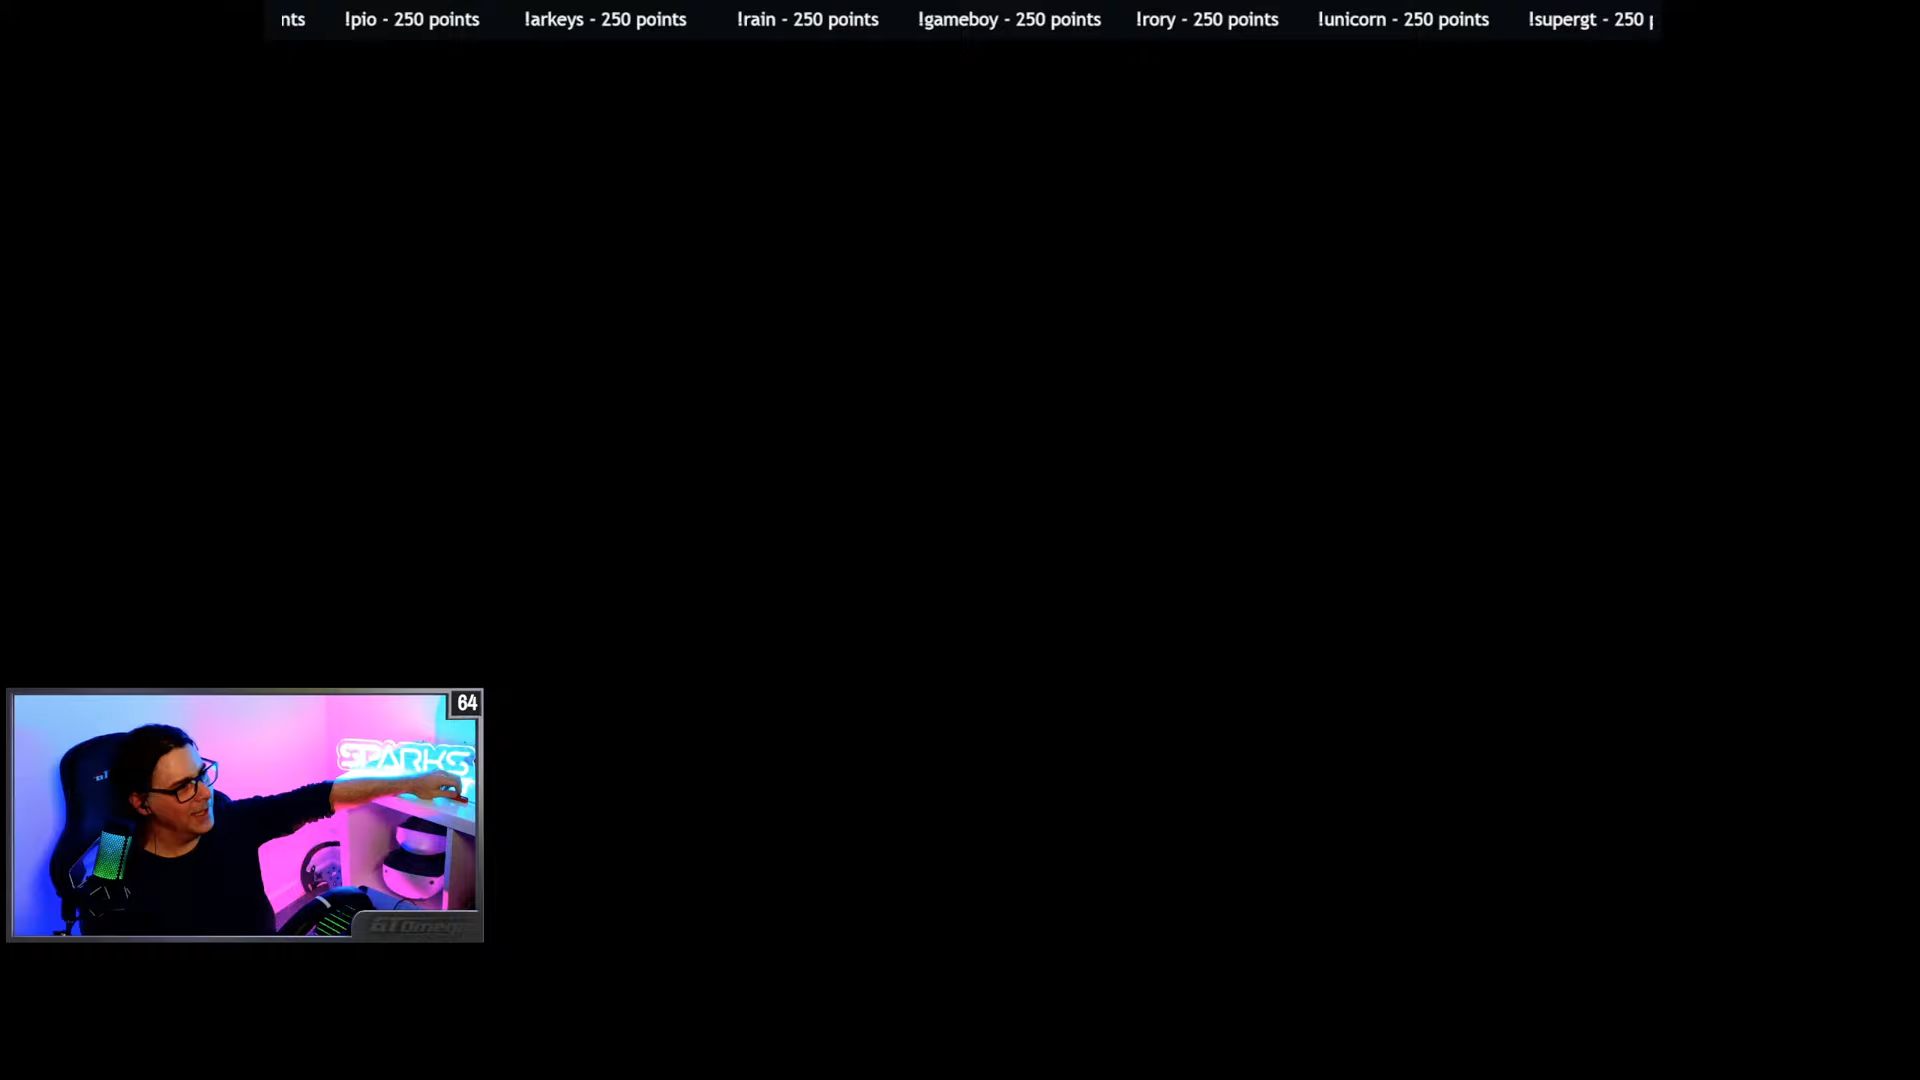 nts !pio - 250 points !arkeys - 250 points !rain - 250 points !gameboy - 250 points !rory - 250 points !unicorn - 250 points !supergt - 250
64
SPARKS
GTOmega